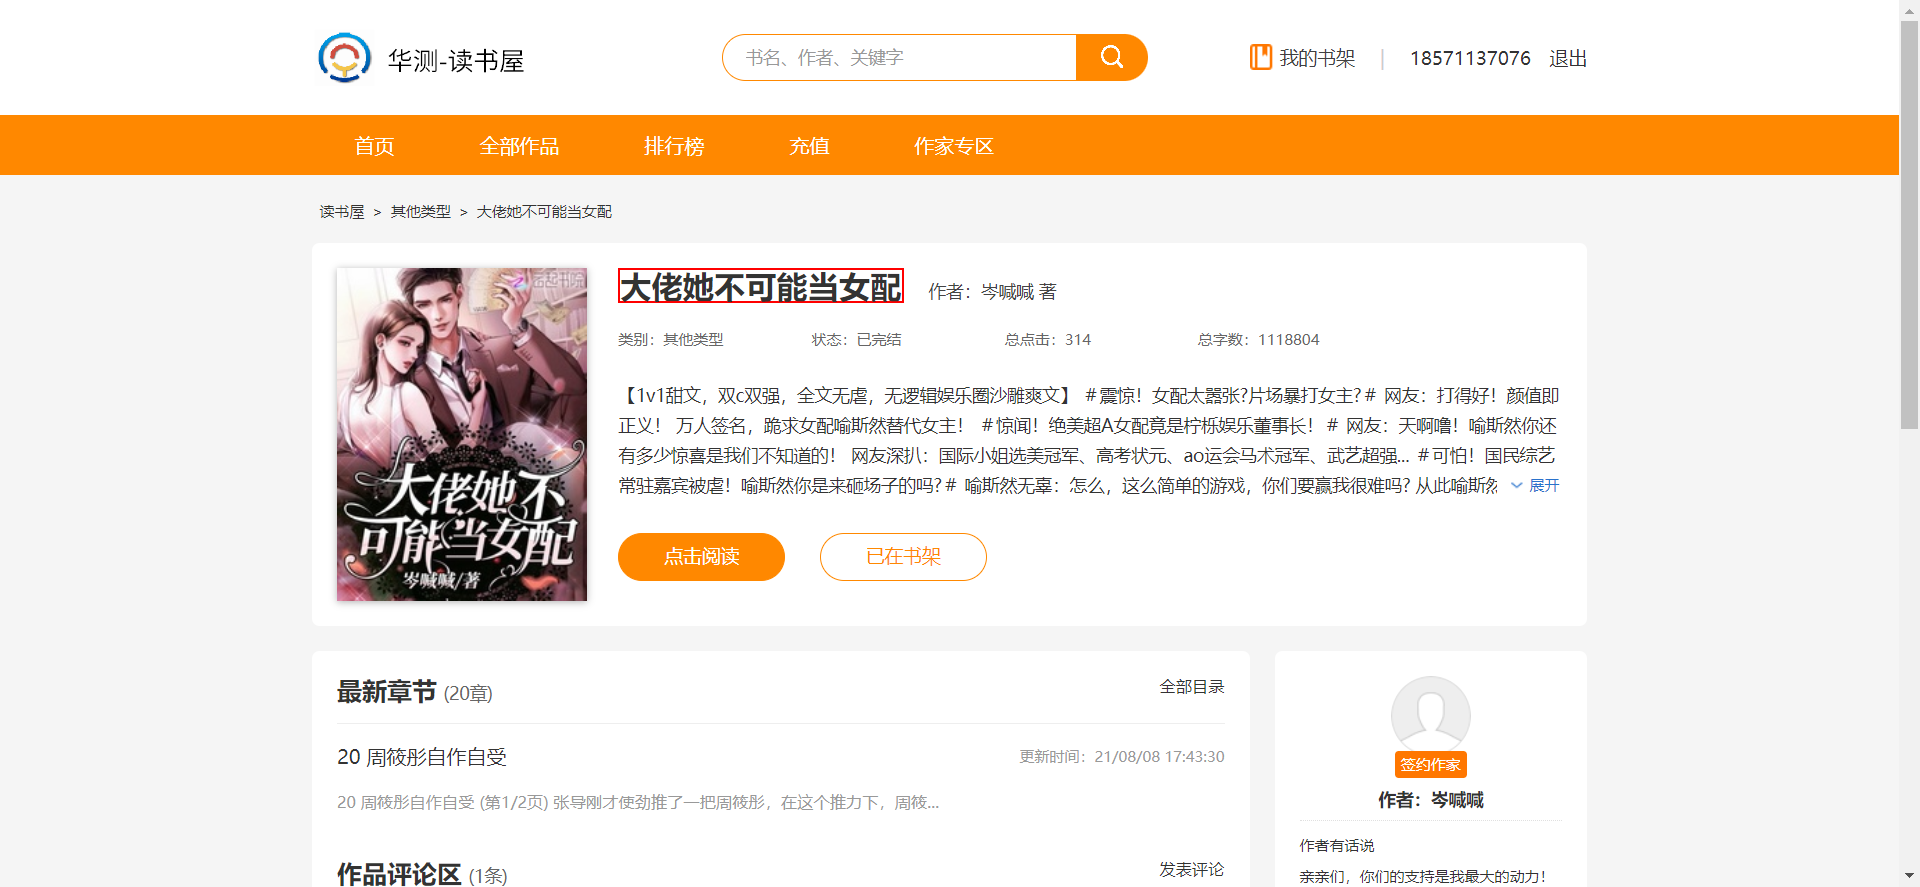 华测-读书屋
书名、作者、关键字
我的书架 | 18571137076 退出
首页 全部作品 排行榜 充值 作家专区
读书屋 > 其他类型 > 大佬她不可能当女配
云起书院
大佬她不可能当女配
岑喊喊/著
大佬她不可能当女配 作者：岑喊喊 著
类别：其他类型 状态：已完结 总点击：314 总字数：1118804
【1v1甜文，双c双强，全文无虐，无逻辑娱乐圈沙雕爽文】 ＃震惊！女配太嚣张?片场暴打女主?＃ 网友：打得好！颜值即
正义！ 万人签名，跪求女配喻斯然替代女主！ ＃惊闻！绝美超A女配竟是柠栎娱乐董事长！＃ 网友：天啊噜！喻斯然你还
有多少惊喜是我们不知道的！ 网友深扒：国际小姐选美冠军、高考状元、ao运会马术冠军、武艺超强... ＃可怕！国民综艺
常驻嘉宾被虐！喻斯然你是来砸场子的吗?＃ 喻斯然无辜：怎么，这么简单的游戏，你们要赢我很难吗? 从此喻斯然 展开
点击阅读 已在书架
最新章节 (20章) 全部目录
20 周筱彤自作自受 更新时间：21/08/08 17:43:30
20 周筱彤自作自受 (第1/2页) 张导刚才使劲推了一把周筱彤，在这个推力下，周筱...
作品评论区 (1条) 发表评论
签约作家
作者：岑喊喊
作者有话说
亲亲们，你们的支持是我最大的动力！